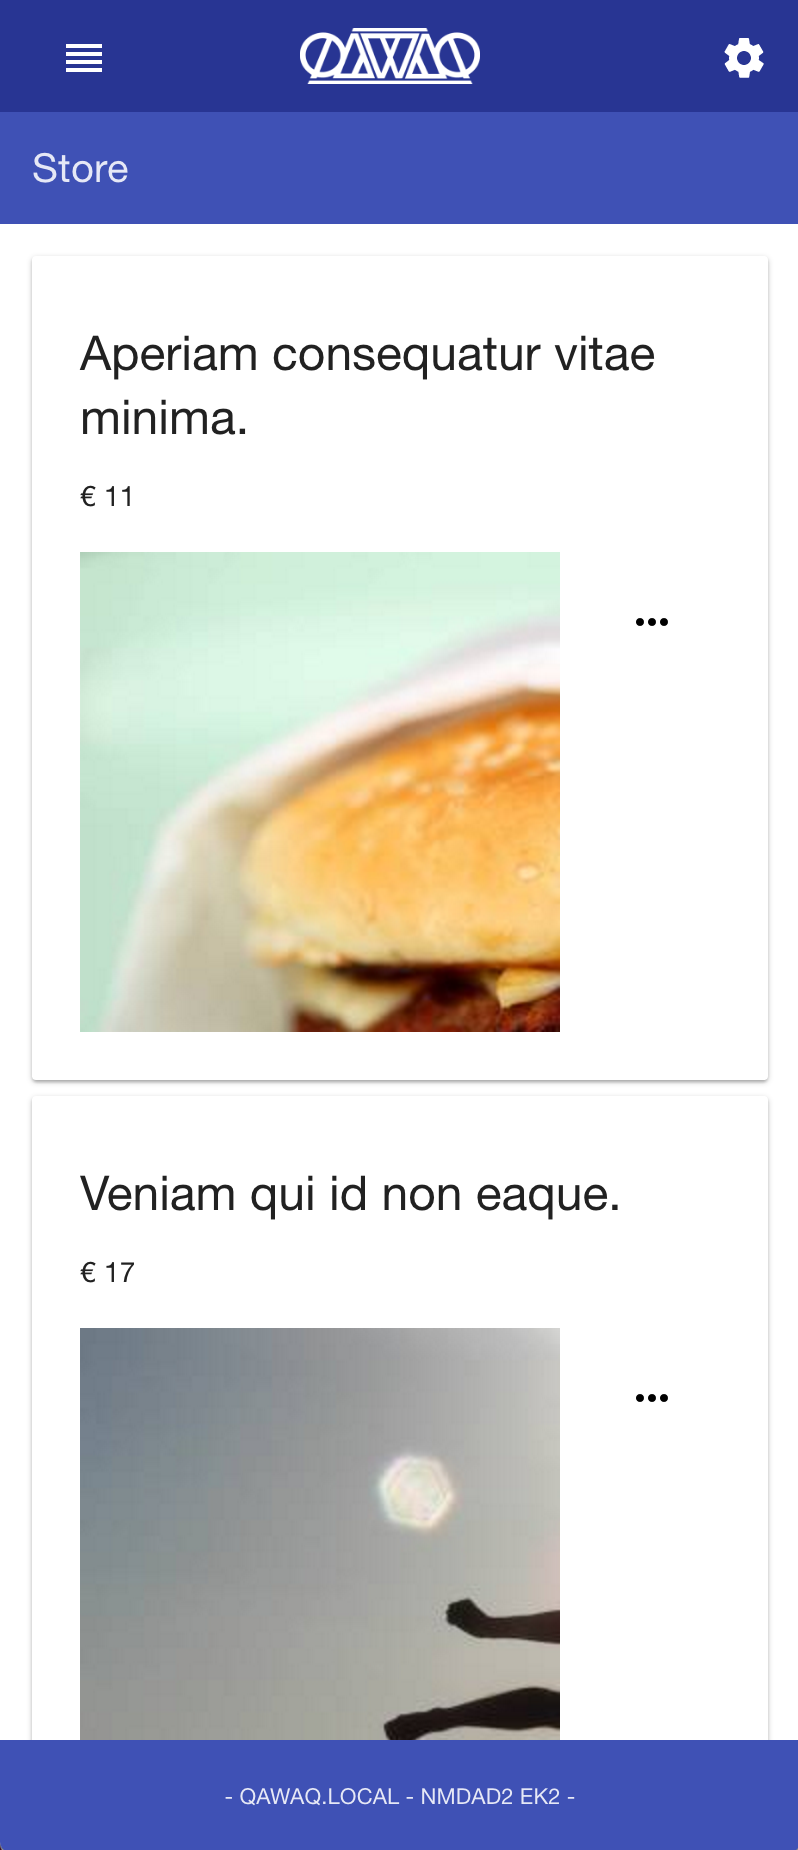 QAWAQ
Store
Aperiam consequatur vitae
minima.
€ 11
Veniam qui id non eaque.
€ 17
- QAWAQ.LOCAL - NMDAD2 EK2 -